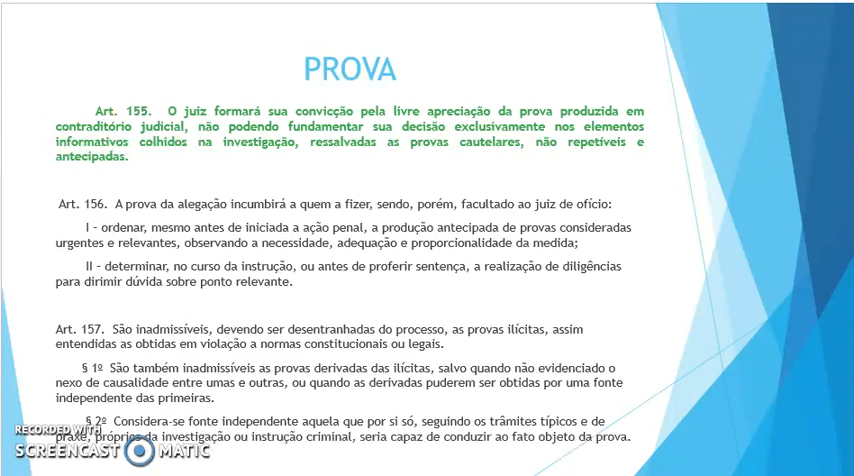 PROVA
Art. 155. O juiz formará sua convicção pela livre apreciação da prova produzida em
contraditório judicial, não podendo fundamentar sua decisão exclusivamente nos elementos
informativos colhidos na investigação, ressalvadas as provas cautelares, não repetíveis e
antecipadas.
Art. 156. A prova da alegação incumbirá a quem a fizer, sendo, porém, facultado ao juiz de ofício:
I – ordenar, mesmo antes de iniciada a ação penal, a produção antecipada de provas consideradas
urgentes e relevantes, observando a necessidade, adequação e proporcionalidade da medida;
II – determinar, no curso da instrução, ou antes de proferir sentença, a realização de diligências
para dirimir dúvida sobre ponto relevante.
Art. 157. São inadmissíveis, devendo ser desentranhadas do processo, as provas ilícitas, assim
entendidas as obtidas em violação a normas constitucionais ou legais.
§ 1º São também inadmissíveis as provas derivadas das ilícitas, salvo quando não evidenciado o
nexo de causalidade entre umas e outras, ou quando as derivadas puderem ser obtidas por uma fonte
independente das primeiras.
§ 2º Considera-se fonte independente aquela que por si só, seguindo os trâmites típicos e de
praxe, próprios da investigação ou instrução criminal, seria capaz de conduzir ao fato objeto da prova.
RECORDED WITH
SCREENCAST MATIC